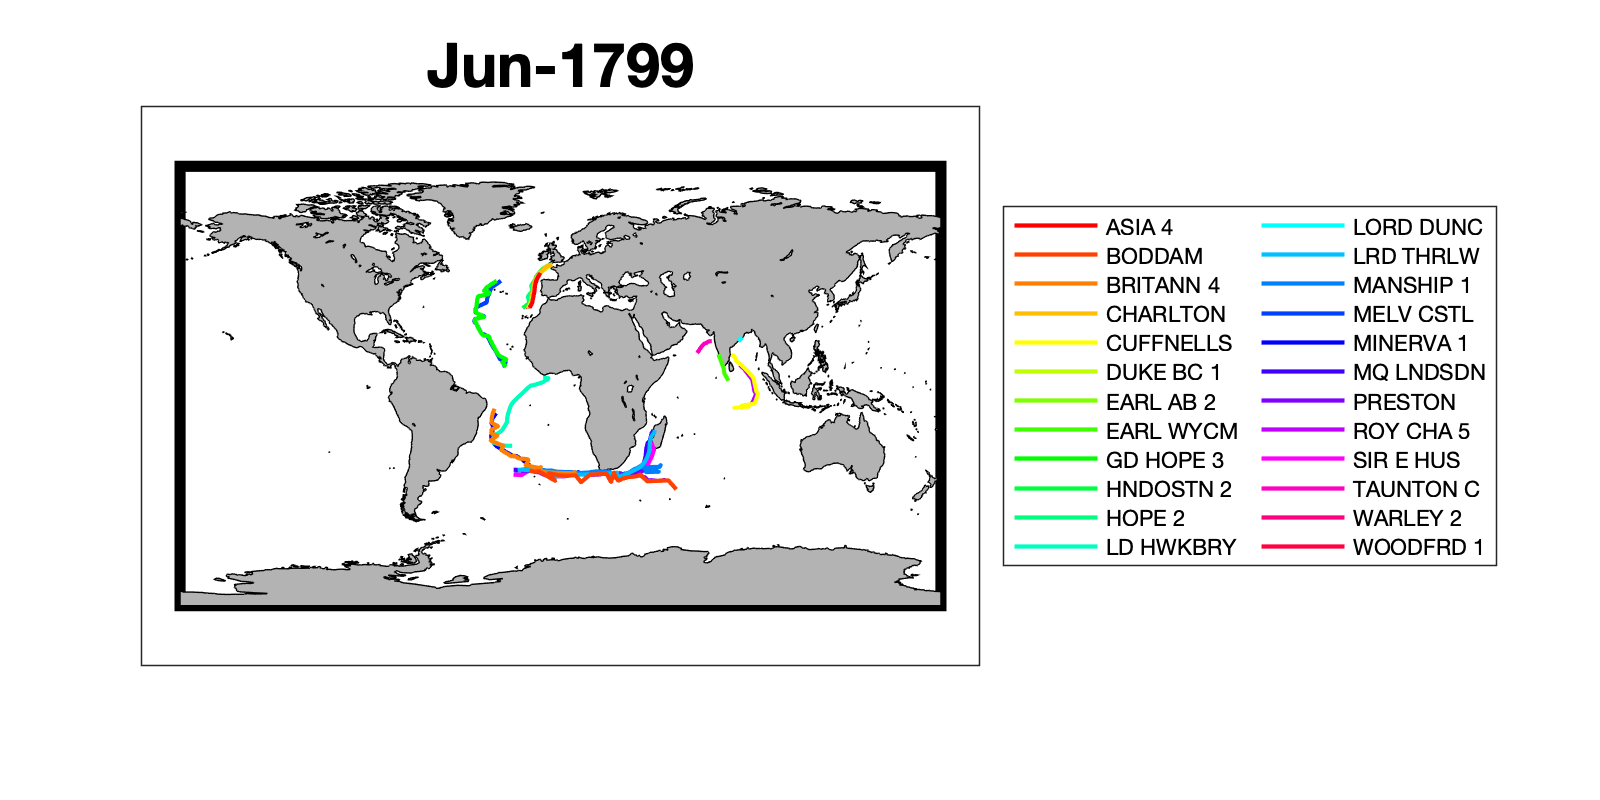 Jun-1799
ASIA 4
BODDAM
BRITANN 4
CHARLTON
CUFFNELLS
DUKE BC 1
EARL AB 2
EARL WYCM
GD HOPE 3
HNDOSTN 2
HOPE 2
LD HWKBRY
LORD DUNC
LRD THRLW
MANSHIP 1
MELV CSTL
MINERVA 1
MQ LNDSDN
PRESTON
ROY CHA 5
SIR E HUS
TAUNTON C
WARLEY 2
WOODFRD 1